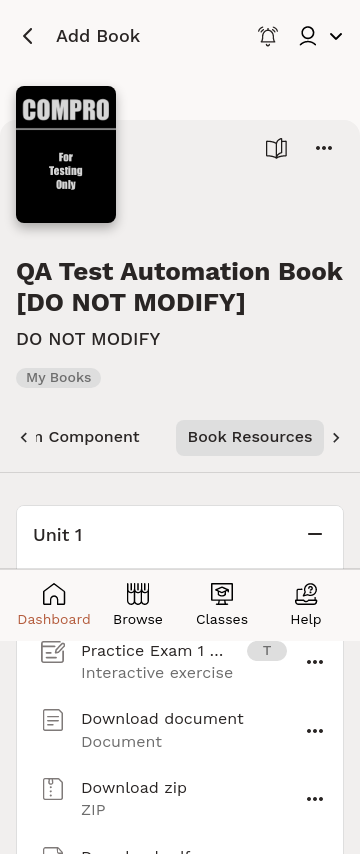 Add Book
COMPRO
For
Testing
Only
QA Test Automation Book
[DO NOT MODIFY]
DO NOT MODIFY
My Books
n Component
Book Resources
Unit 1
Dashboard
Browse
Classes
Help
Practice Exam 1 ...
T
Interactive exercise
Download document
Document
Download zip
ZIP